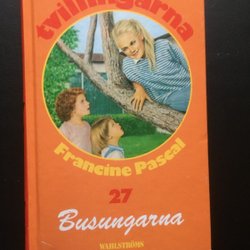 tvillingarna
Francine Pascal
27
Busungarna
WAHLSTRÖMS